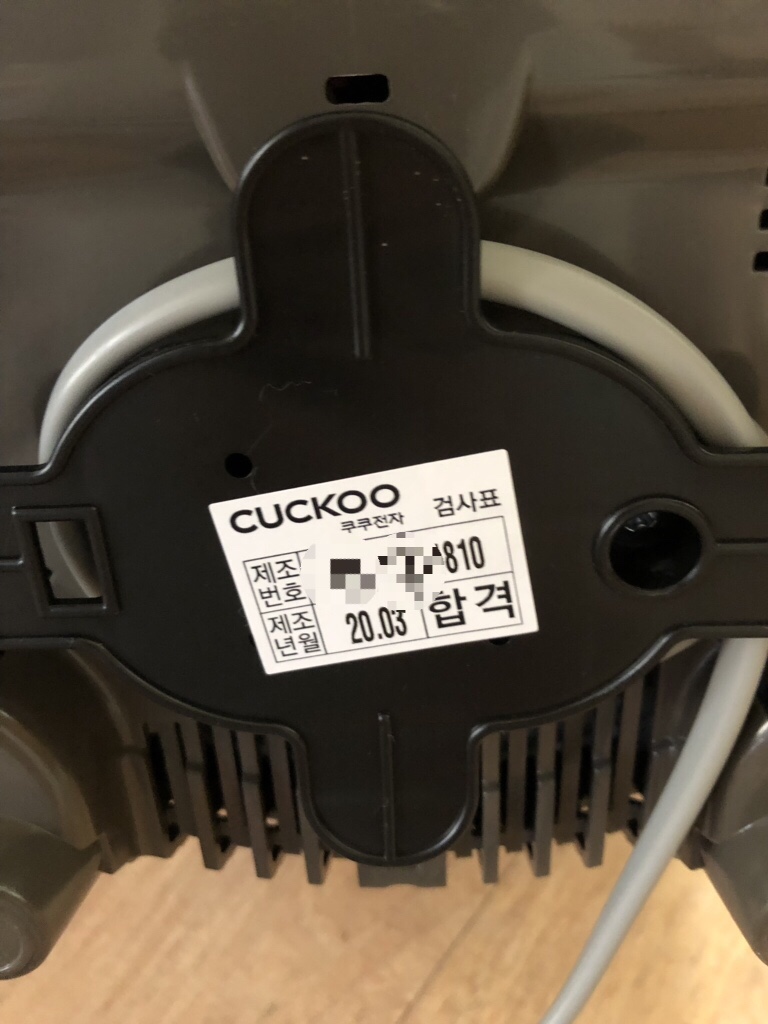 CUCKOO
쿠쿠전자 검사표
제조
번호 810
제조
년월 20.03 합격